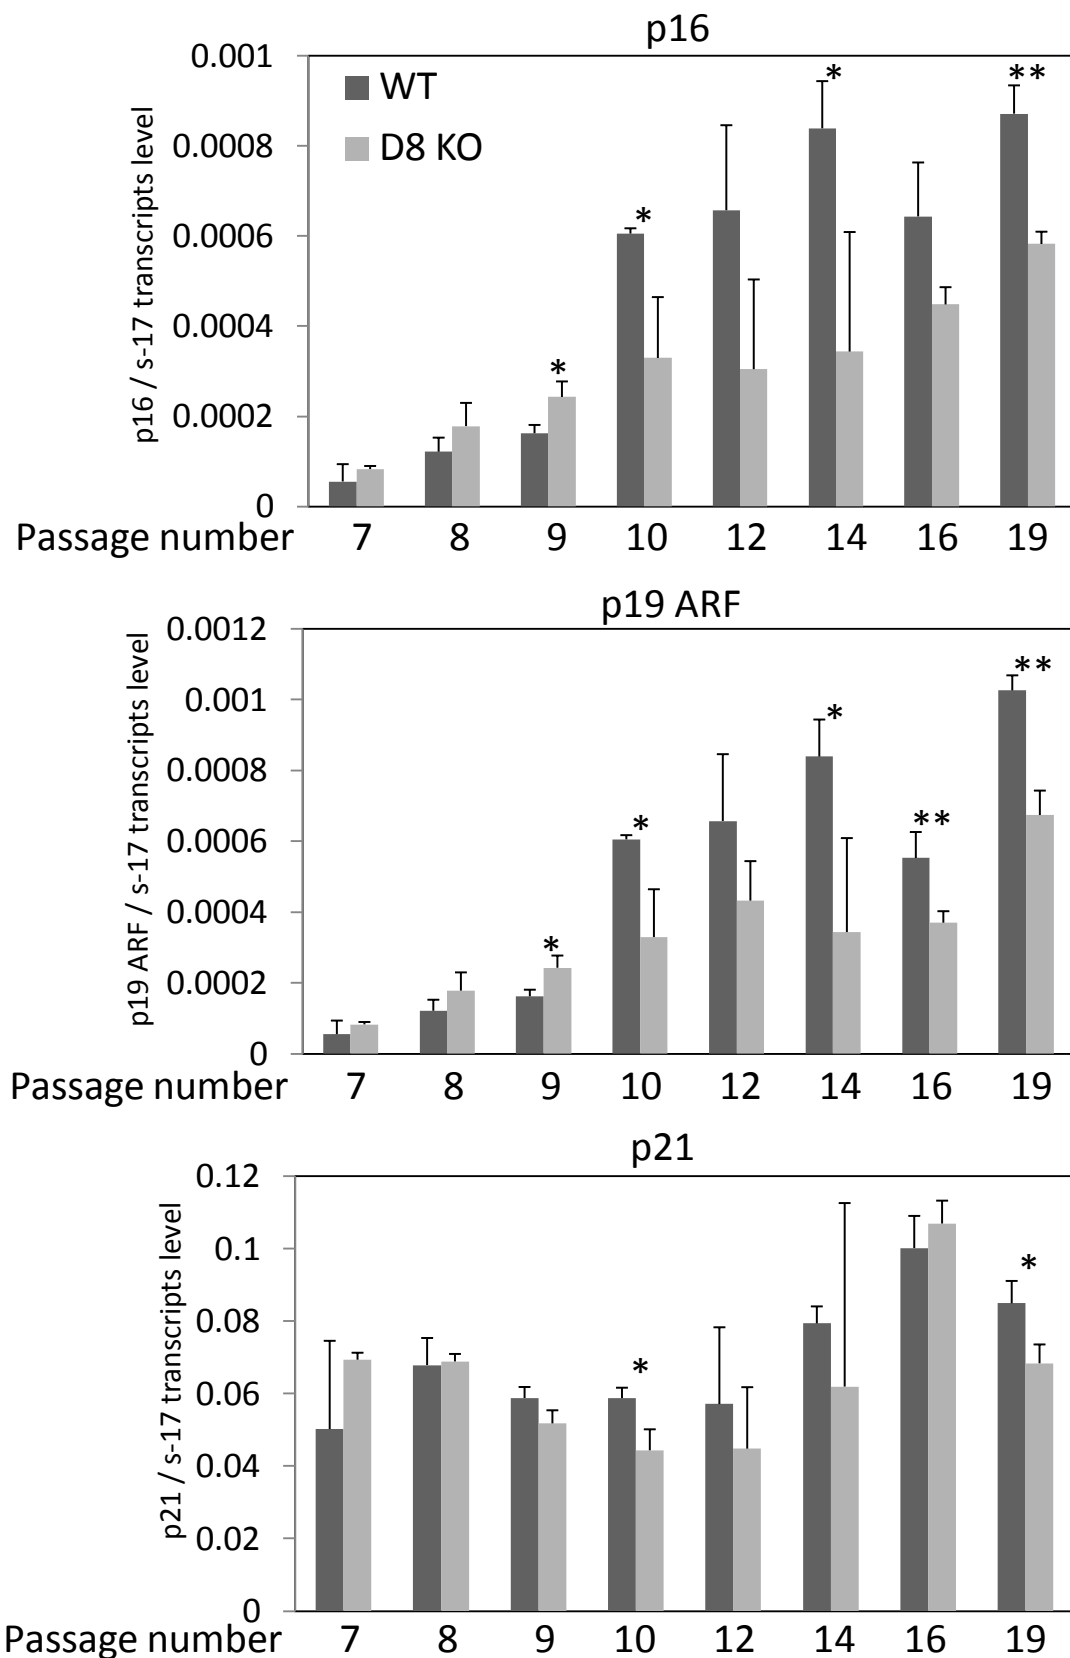 p16
p16 / s-17 transcripts level
0.001
0.0008
0.0006
0.0004
0.0002
0
WT
D8 KO
*
*
*
**
Passage number 7 8 9 10 12 14 16 19
p19 ARF
p19 ARF / s-17 transcripts level
0.0012
0.001
0.0008
0.0006
0.0004
0.0002
0
*
*
*
**
**
Passage number 7 8 9 10 12 14 16 19
p21
p21 / s-17 transcripts level
0.12
0.1
0.08
0.06
0.04
0.02
0
*
*
Passage number 7 8 9 10 12 14 16 19